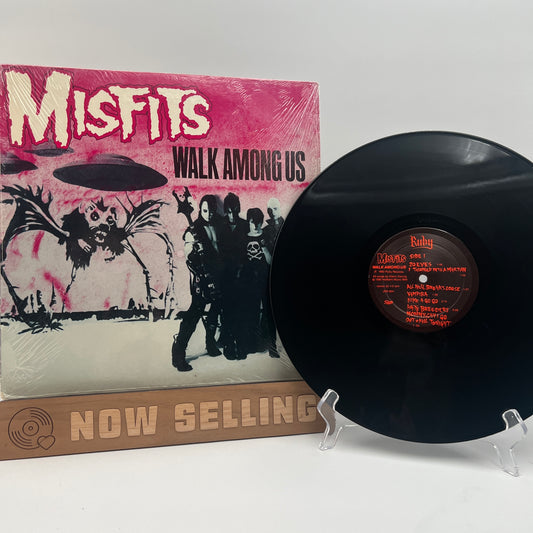 MISFITS
WALK AMONG US
NOW SELLING
Ruby
Misfits
SIDE 1
WALK AMONG US
20 EYES
I TURNED INTO A MARTIAN
ALL HELL BREAKS LOOSE
VAMPIRA
NIKE A GO GO
HATE BREEDERS
MOMMY, CAN I GO
OUT & KILL TONIGHT